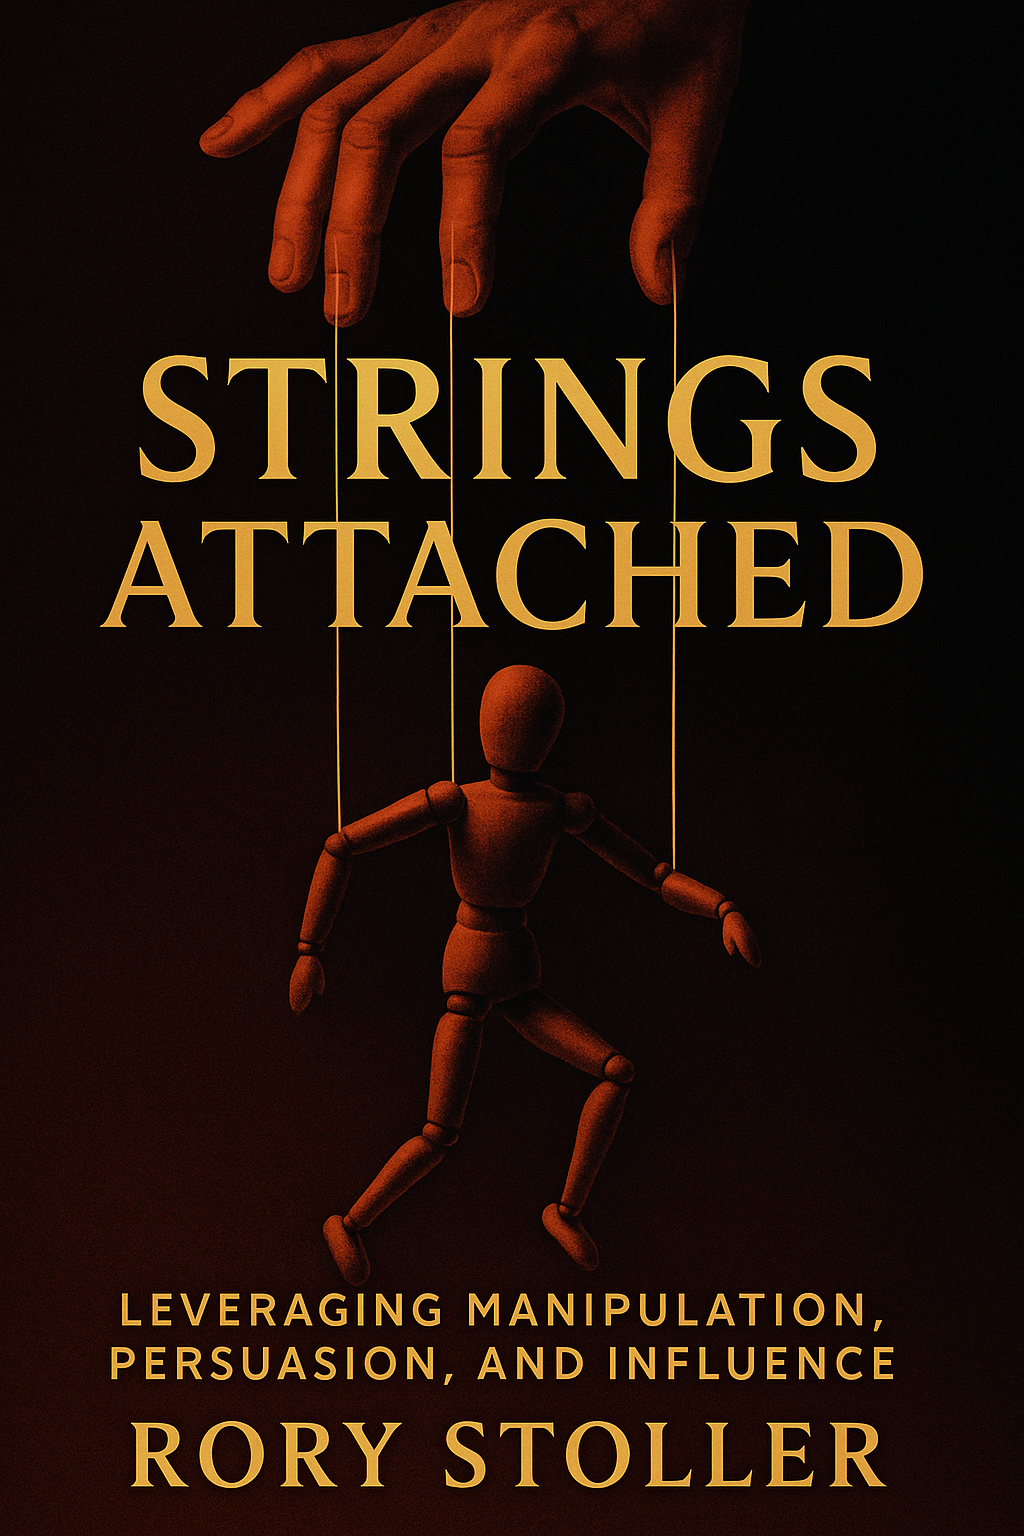 STRINGS
ATTACHED
LEVERAGING MANIPULATION,
PERSUASION, AND INFLUENCE
RORY STOLLER